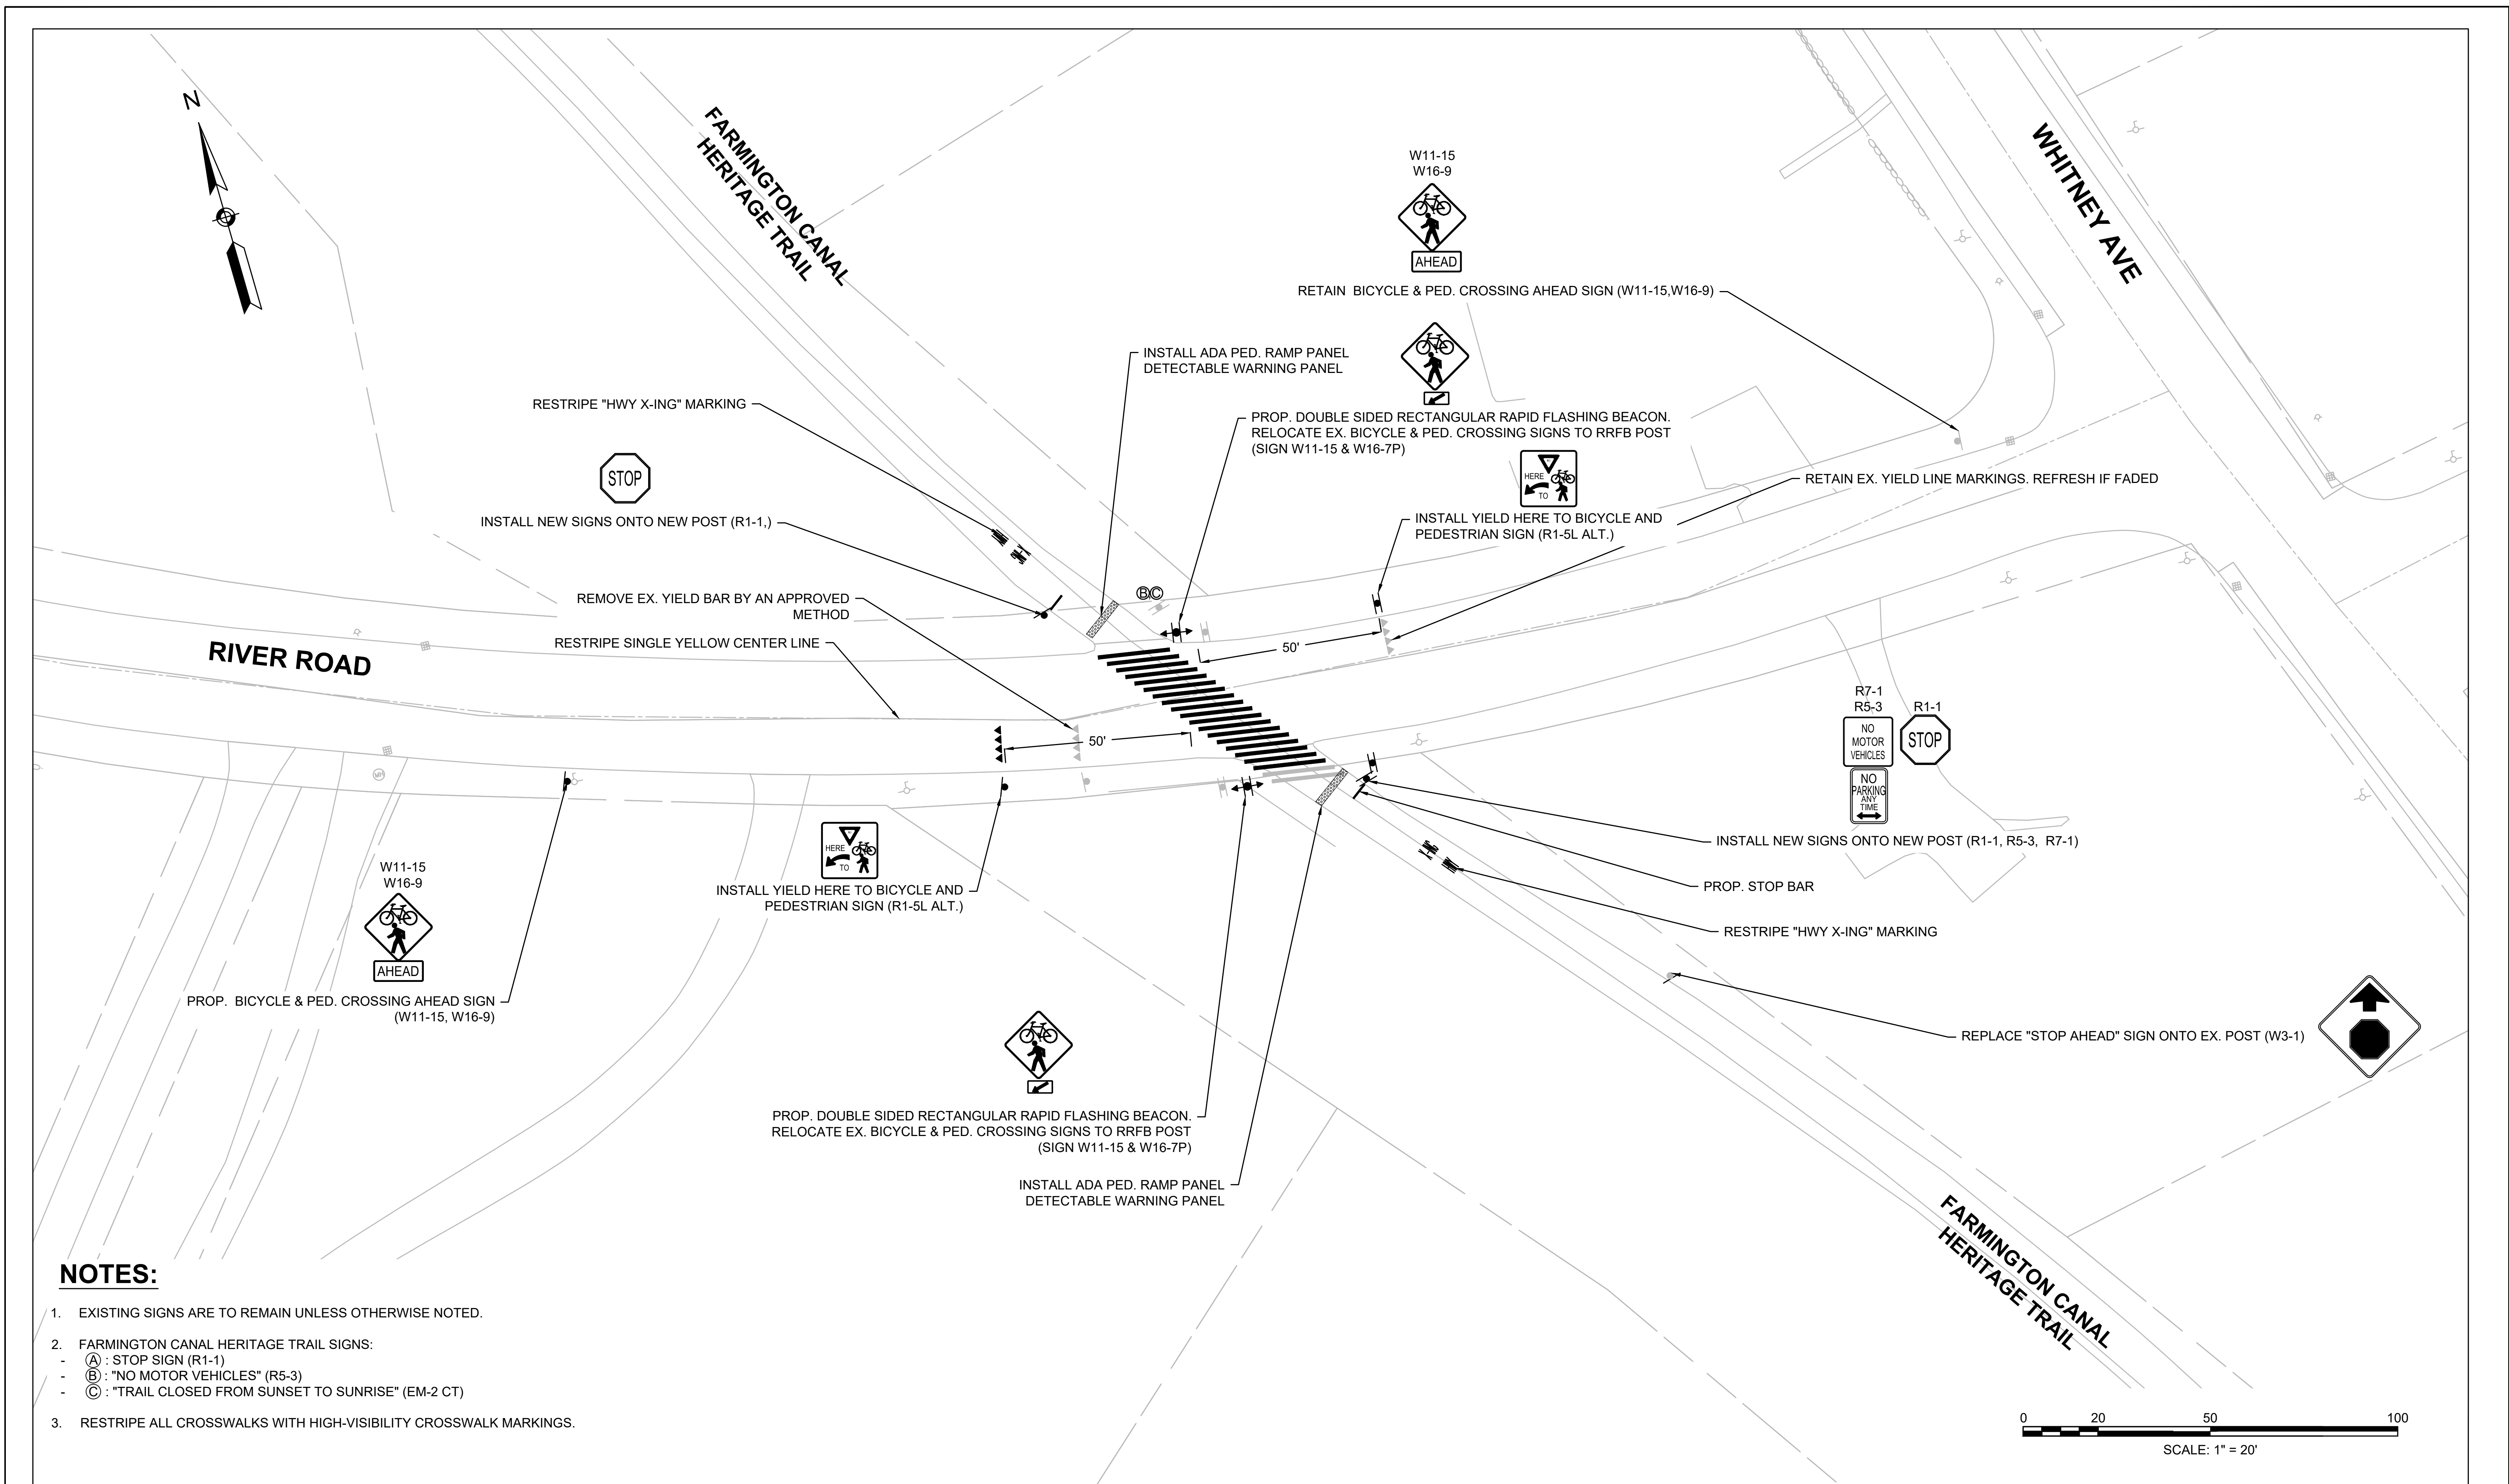 N
FARMINGTON CANAL
HERITAGE TRAIL
WHITNEY AVE
W11-15
W16-9
AHEAD
RETAIN  BICYCLE & PED. CROSSING AHEAD SIGN (W11-15,W16-9)
INSTALL ADA PED. RAMP PANEL
DETECTABLE WARNING PANEL
RESTRIPE "HWY X-ING" MARKING
PROP. DOUBLE SIDED RECTANGULAR RAPID FLASHING BEACON.
RELOCATE EX. BICYCLE & PED. CROSSING SIGNS TO RRFB POST
(SIGN W11-15 & W16-7P)
STOP
HERE
TO
RETAIN EX. YIELD LINE MARKINGS. REFRESH IF FADED
INSTALL NEW SIGNS ONTO NEW POST (R1-1,)
INSTALL YIELD HERE TO BICYCLE AND
PEDESTRIAN SIGN (R1-5L ALT.)
REMOVE EX. YIELD BAR BY AN APPROVED
METHOD
B C
RESTRIPE SINGLE YELLOW CENTER LINE
50'
RIVER ROAD
50'
MH
R7-1
R5-3
R1-1
NO
MOTOR
VEHICLES
STOP
NO
PARKING
ANY
TIME
INSTALL NEW SIGNS ONTO NEW POST (R1-1, R5-3,  R7-1)
HERE
TO
INSTALL YIELD HERE TO BICYCLE AND
PEDESTRIAN SIGN (R1-5L ALT.)
PROP. STOP BAR
RESTRIPE "HWY X-ING" MARKING
W11-15
W16-9
AHEAD
PROP.  BICYCLE & PED. CROSSING AHEAD SIGN
(W11-15, W16-9)
REPLACE "STOP AHEAD" SIGN ONTO EX. POST (W3-1)
PROP. DOUBLE SIDED RECTANGULAR RAPID FLASHING BEACON.
RELOCATE EX. BICYCLE & PED. CROSSING SIGNS TO RRFB POST
(SIGN W11-15 & W16-7P)
INSTALL ADA PED. RAMP PANEL
DETECTABLE WARNING PANEL
FARMINGTON CANAL
HERITAGE TRAIL
NOTES:
1. EXISTING SIGNS ARE TO REMAIN UNLESS OTHERWISE NOTED.
2. FARMINGTON CANAL HERITAGE TRAIL SIGNS:
- A : STOP SIGN (R1-1)
- B : "NO MOTOR VEHICLES" (R5-3)
- C : "TRAIL CLOSED FROM SUNSET TO SUNRISE" (EM-2 CT)
3. RESTRIPE ALL CROSSWALKS WITH HIGH-VISIBILITY CROSSWALK MARKINGS.
0 20 50 100
SCALE: 1" = 20'